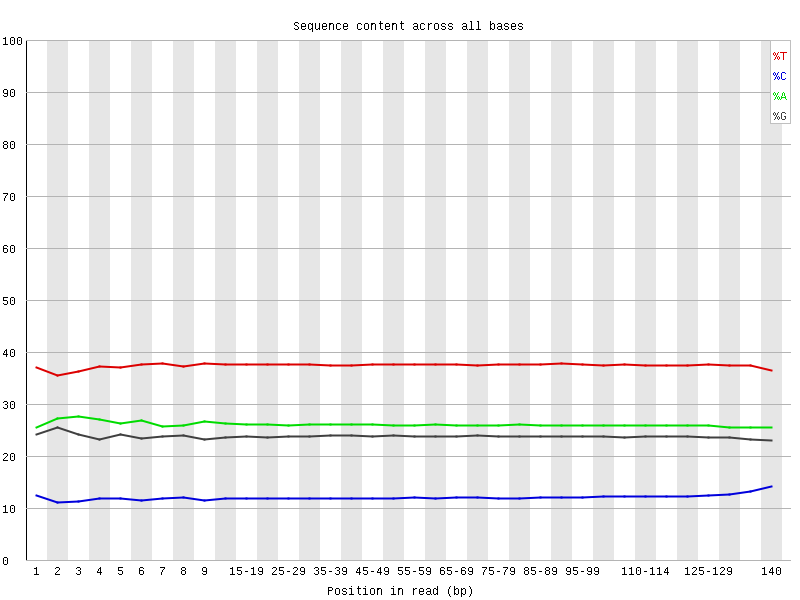 Sequence content across all bases
100
90
80
70
60
50
40
30
20
10
0
%T
%C
%A
%G
1 2 3 4 5 6 7 8 9 15-19 25-29 35-39 45-49 55-59 65-69 75-79 85-89 95-99 110-114 125-129 140
Position in read (bp)